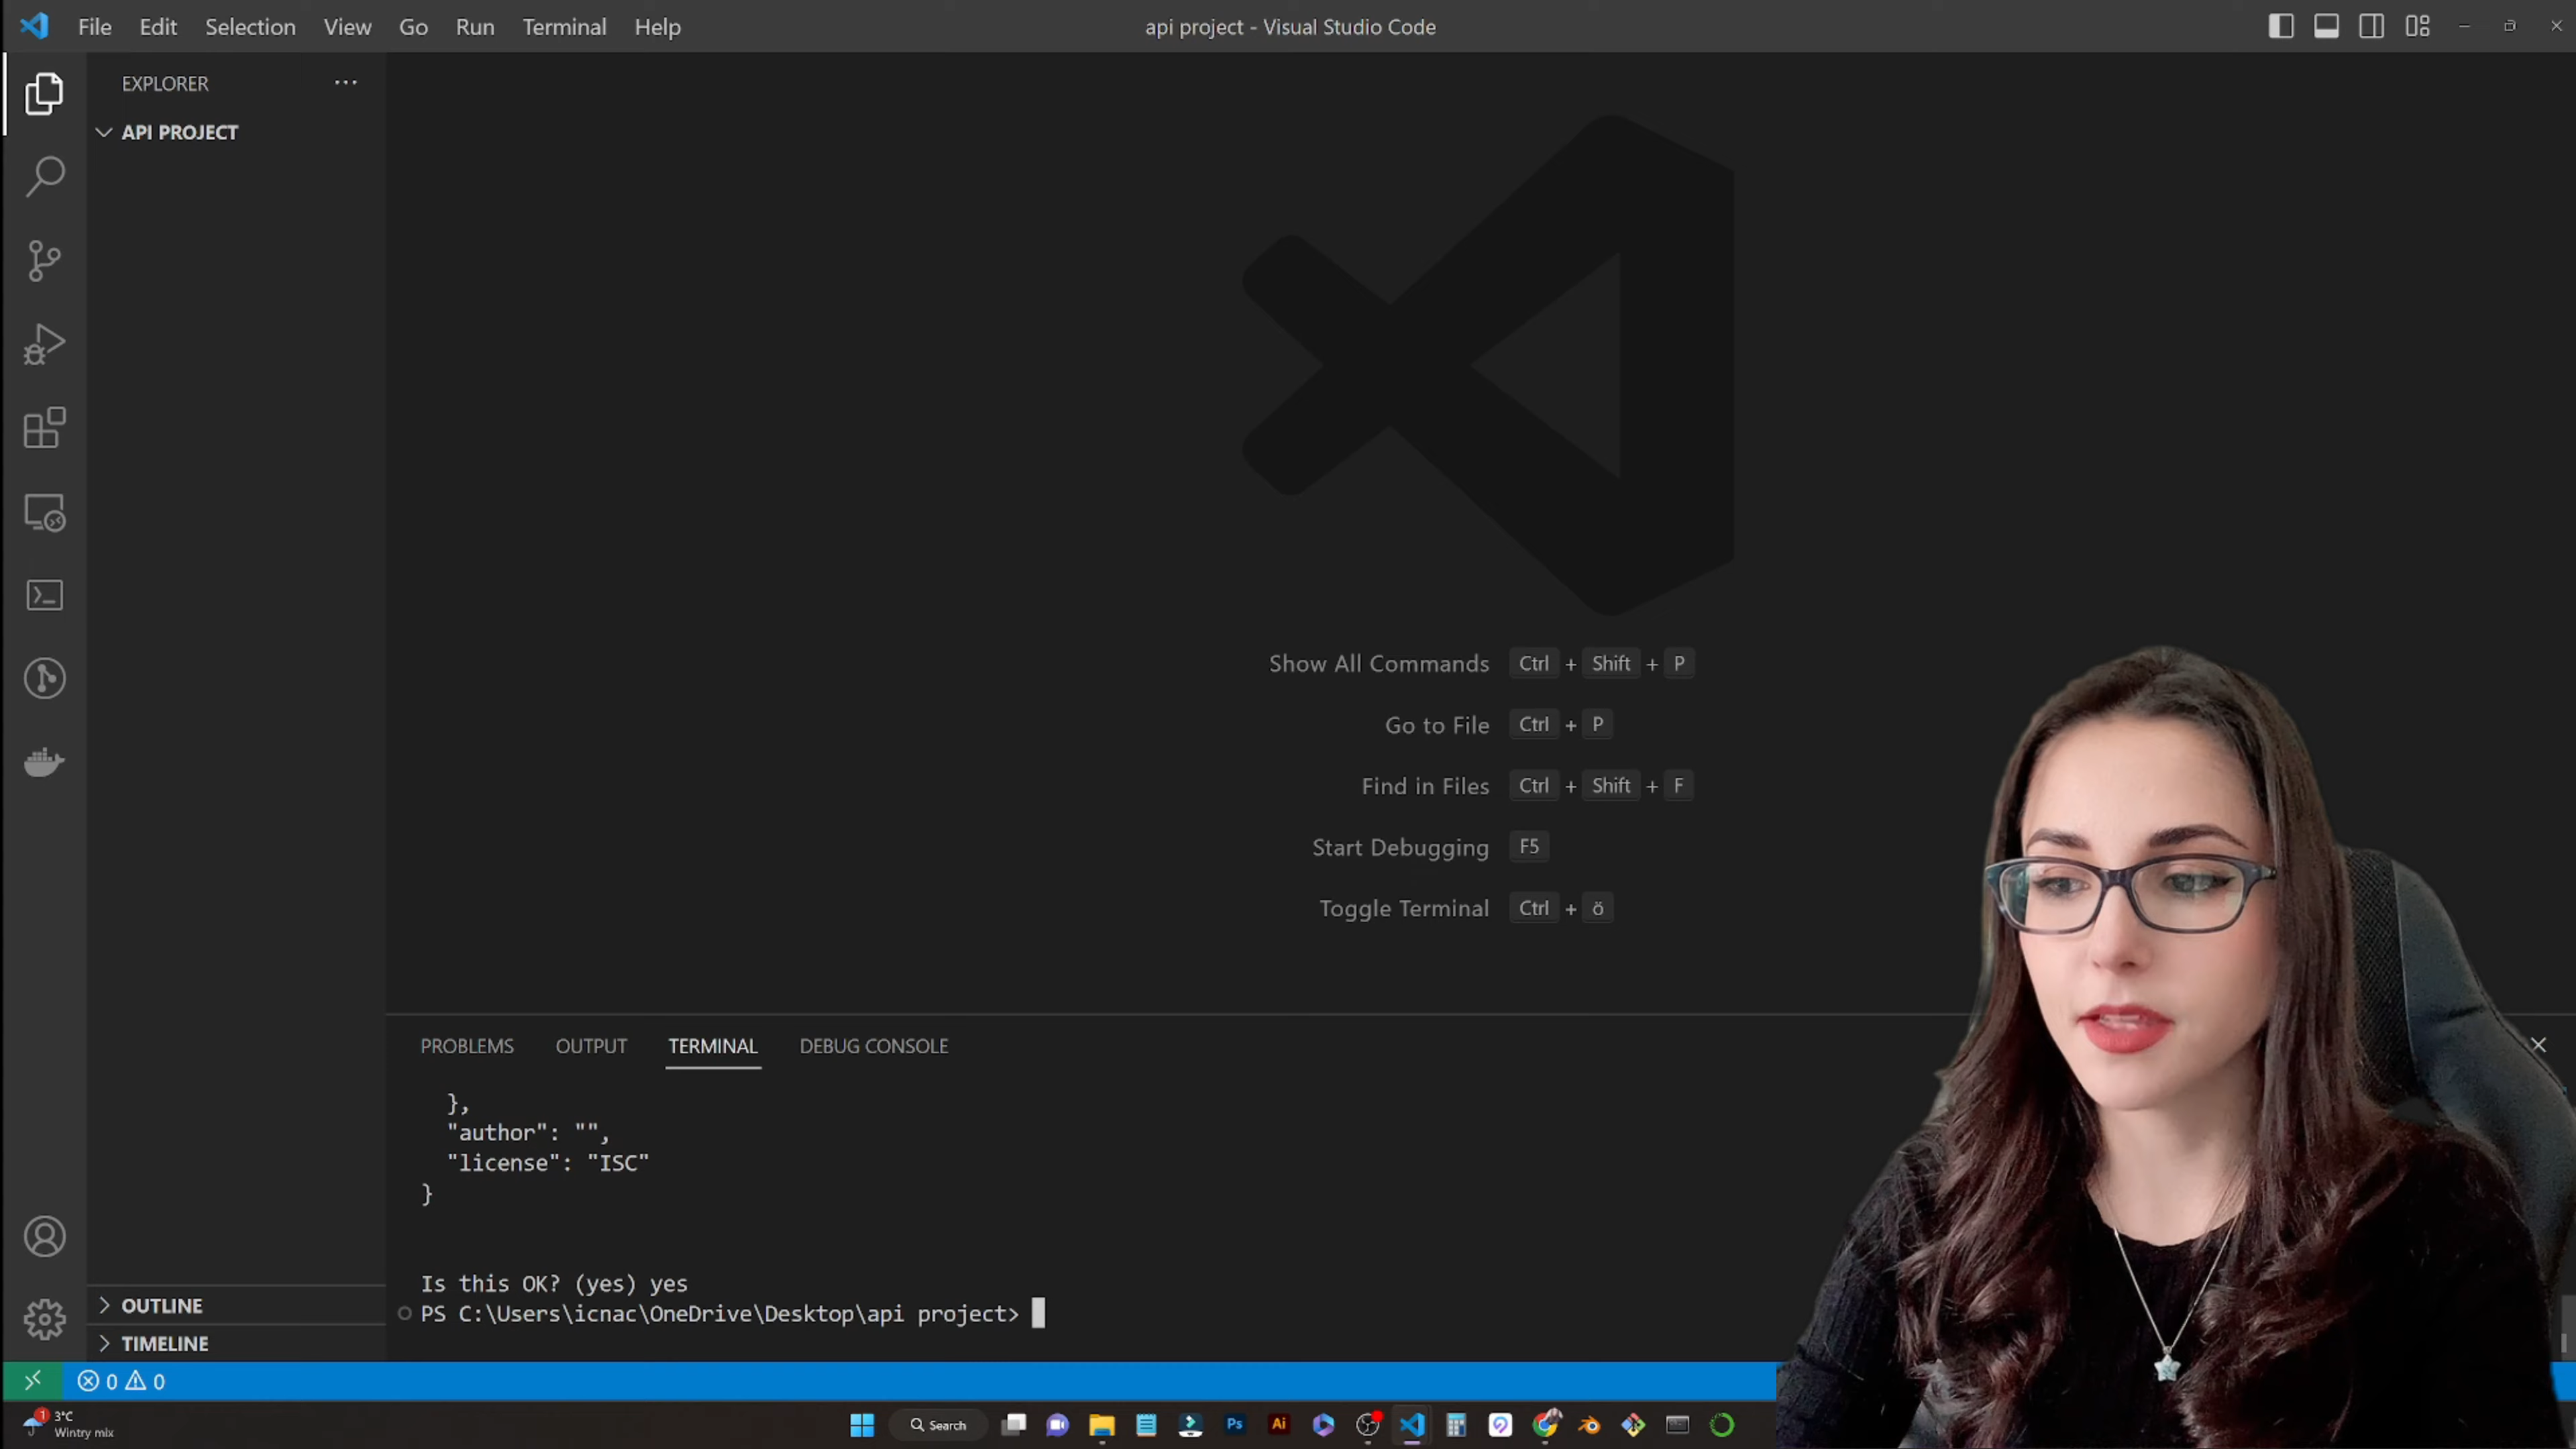 File Edit Selection View Go Run Terminal Help
api project - Visual Studio Code
EXPLORER
API PROJECT
Show All Commands Ctrl + Shift + P
Go to File Ctrl + P
Find in Files Ctrl + Shift + F
Start Debugging F5
Toggle Terminal Ctrl + ö
PROBLEMS OUTPUT TERMINAL DEBUG CONSOLE
},
"author": "",
"license": "ISC"
}
Is this OK? (yes) yes
PS C:\Users\icnac\OneDrive\Desktop\api project>
OUTLINE
TIMELINE
0 0
1 3°C
Wintry mix
Search
Ps Ai